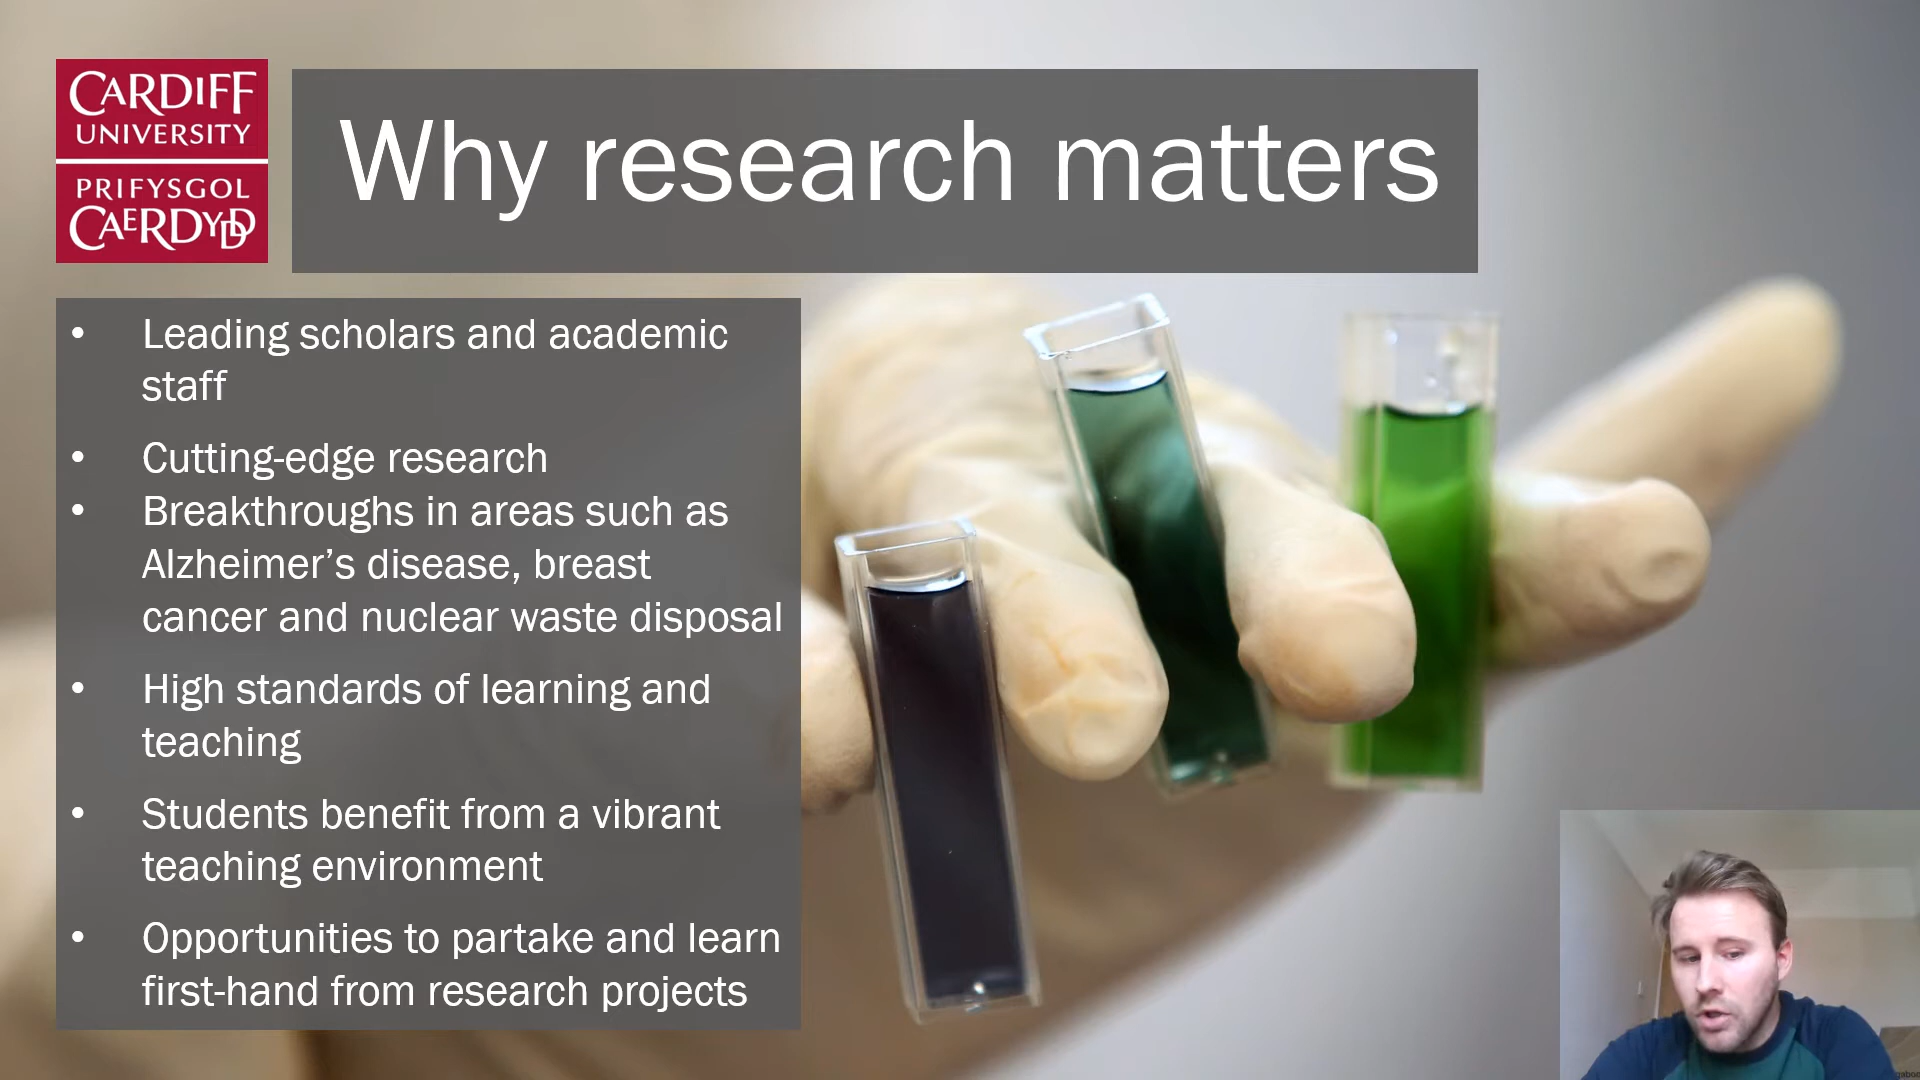 CARDIFF
UNIVERSITY
PRIFYSGOL
CAERDYDD
Why research matters
• Leading scholars and academic
staff
• Cutting-edge research
• Breakthroughs in areas such as
Alzheimer’s disease, breast
cancer and nuclear waste disposal
• High standards of learning and
teaching
• Students benefit from a vibrant
teaching environment
• Opportunities to partake and learn
first-hand from research projects